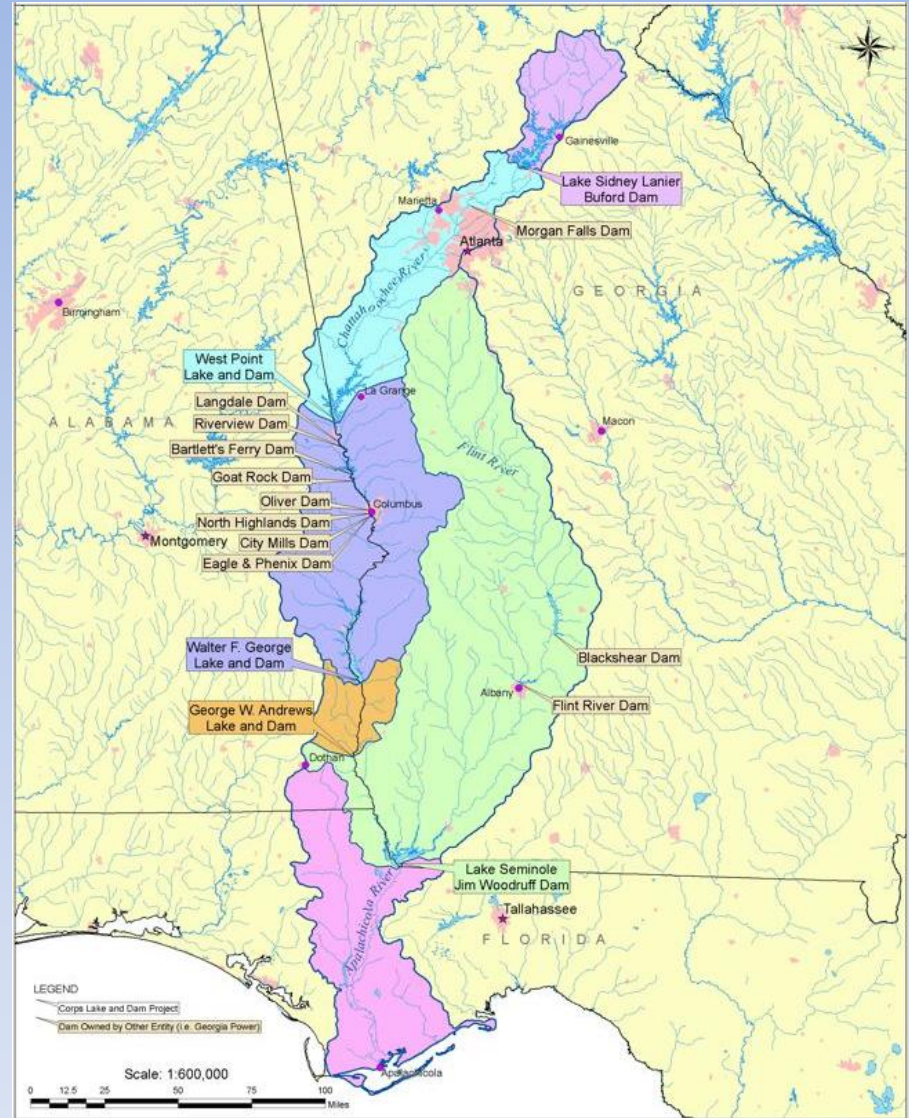 Gainesville
Lake Sidney Lanier
Buford Dam
Marietta
Morgan Falls Dam
Atlanta
Chattahoochee River
GEORGIA
Birmingham
West Point
Lake and Dam
La Grange
Langdale Dam
ALABAMA
Riverview Dam
Macon
Bartlett's Ferry Dam
Flint River
Goat Rock Dam
Oliver Dam
Columbus
North Highlands Dam
Montgomery
City Mills Dam
Eagle & Phenix Dam
Walter F. George
Lake and Dam
Blackshear Dam
Albany
Flint River Dam
George W. Andrews
Lake and Dam
Dothan
Lake Seminole
Jim Woodruff Dam
Apalachicola River
Tallahassee
FLORIDA
LEGEND
Corps Lake and Dam Project
Dam Owned by Other Entity (i.e. Georgia Power)
Scale: 1:600,000
Apalachicola
0 12.5 25 50 75 100
Miles